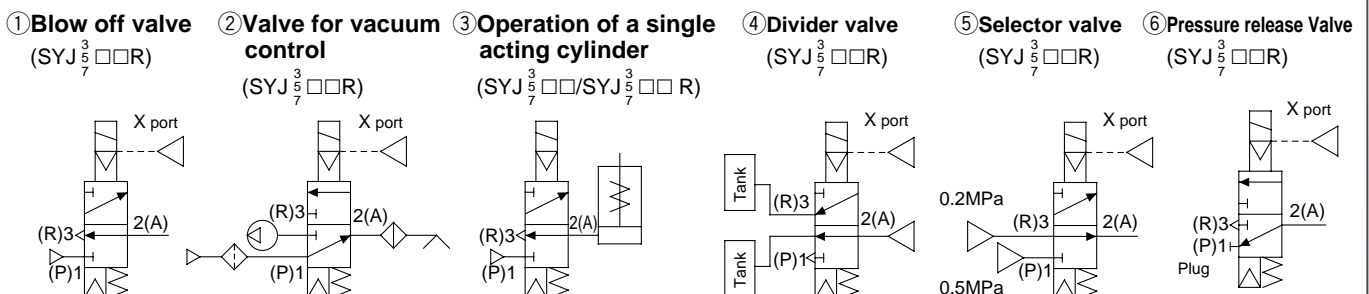 ①Blow off valve
(SYJ 3 5 7 □□R)
X port
(R)3
2(A)
(P)1
②Valve for vacuum
control
(SYJ 3 5 7 □□R)
X port
(R)3
2(A)
(P)1
③Operation of a single
acting cylinder
(SYJ 3 5 7 □□/SYJ 3 5 7 □□ R)
(R)3
2(A)
(P)1
④Divider valve
(SYJ 3 5 7 □□R)
X port
Tank
(R)3
2(A)
Tank
(P)1
⑤Selector valve
(SYJ 3 5 7 □□R)
X port
0.2MPa
(R)3
2(A)
(P)1
0.5MPa
⑥Pressure release Valve
(SYJ 3 5 7 □□R)
X port
(R)3
2(A)
(P)1
Plug